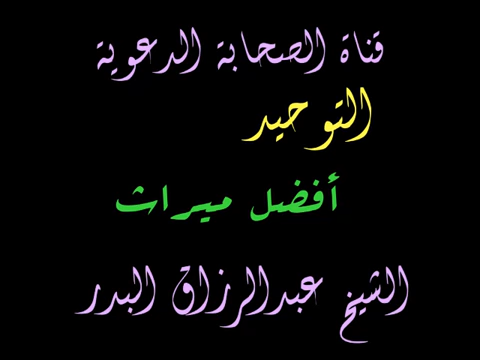 قناة الصحابة الدعوية
التوحيد
أفضل ميراث
الشيخ عبدالرزاق البدر